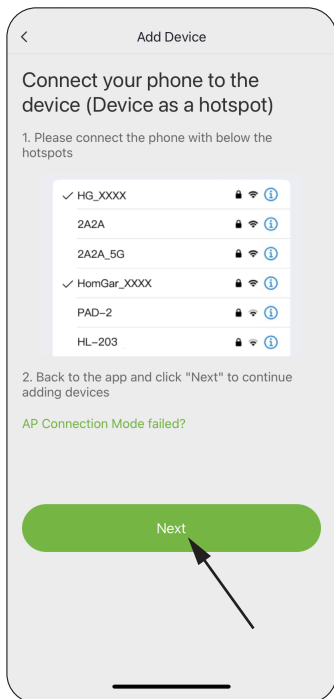 Add Device
Connect your phone to the
device (Device as a hotspot)
1. Please connect the phone with below the
hotspots
HG_XXXX
2A2A
2A2A_5G
HomGar_XXXX
PAD-2
HL-203
2. Back to the app and click "Next" to continue
adding devices
AP Connection Mode failed?
Next